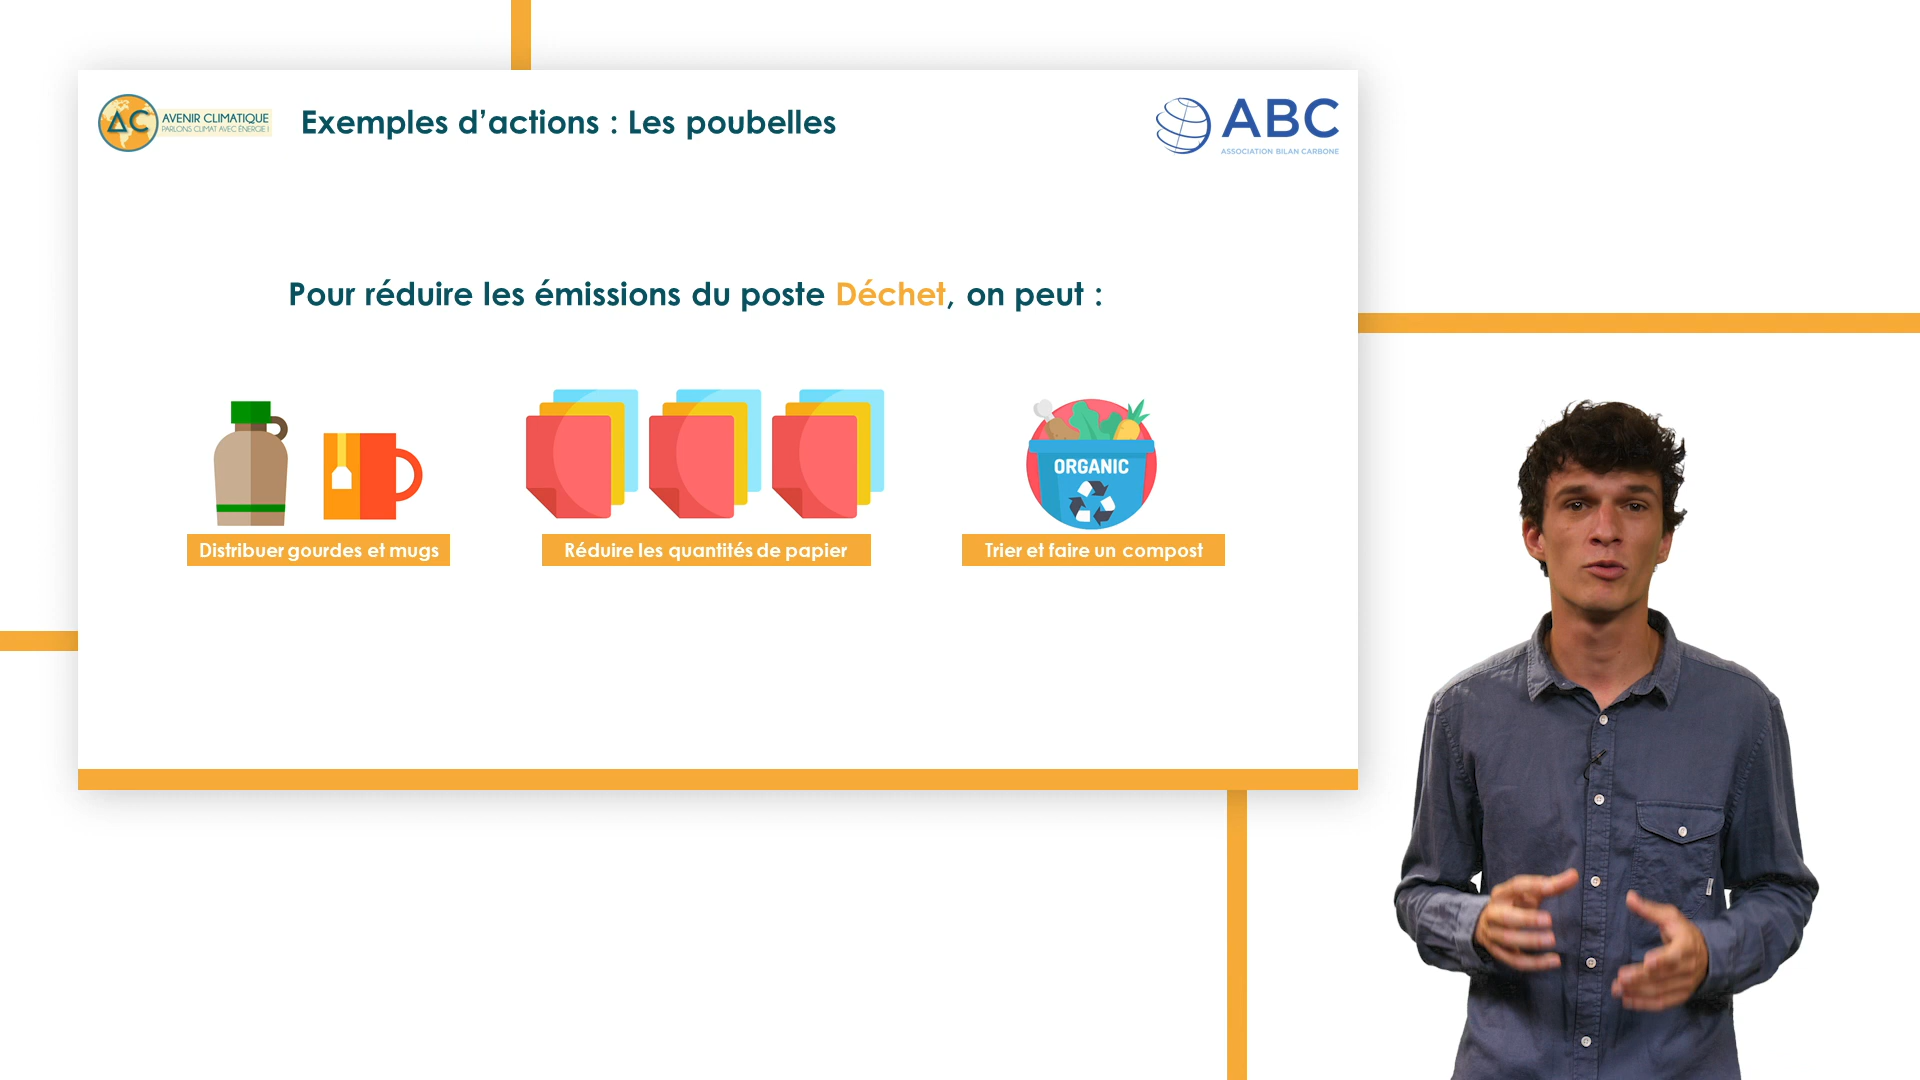 AC
AVENIR CLIMATIQUE
PARLONS CLIMAT AVEC ÉNERGIE !
Exemples d’actions : Les poubelles
ABC
ASSOCIATION BILAN CARBONE
Pour réduire les émissions du poste Déchet, on peut :
ORGANIC
Distribuer gourdes et mugs
Réduire les quantités de papier
Trier et faire un compost